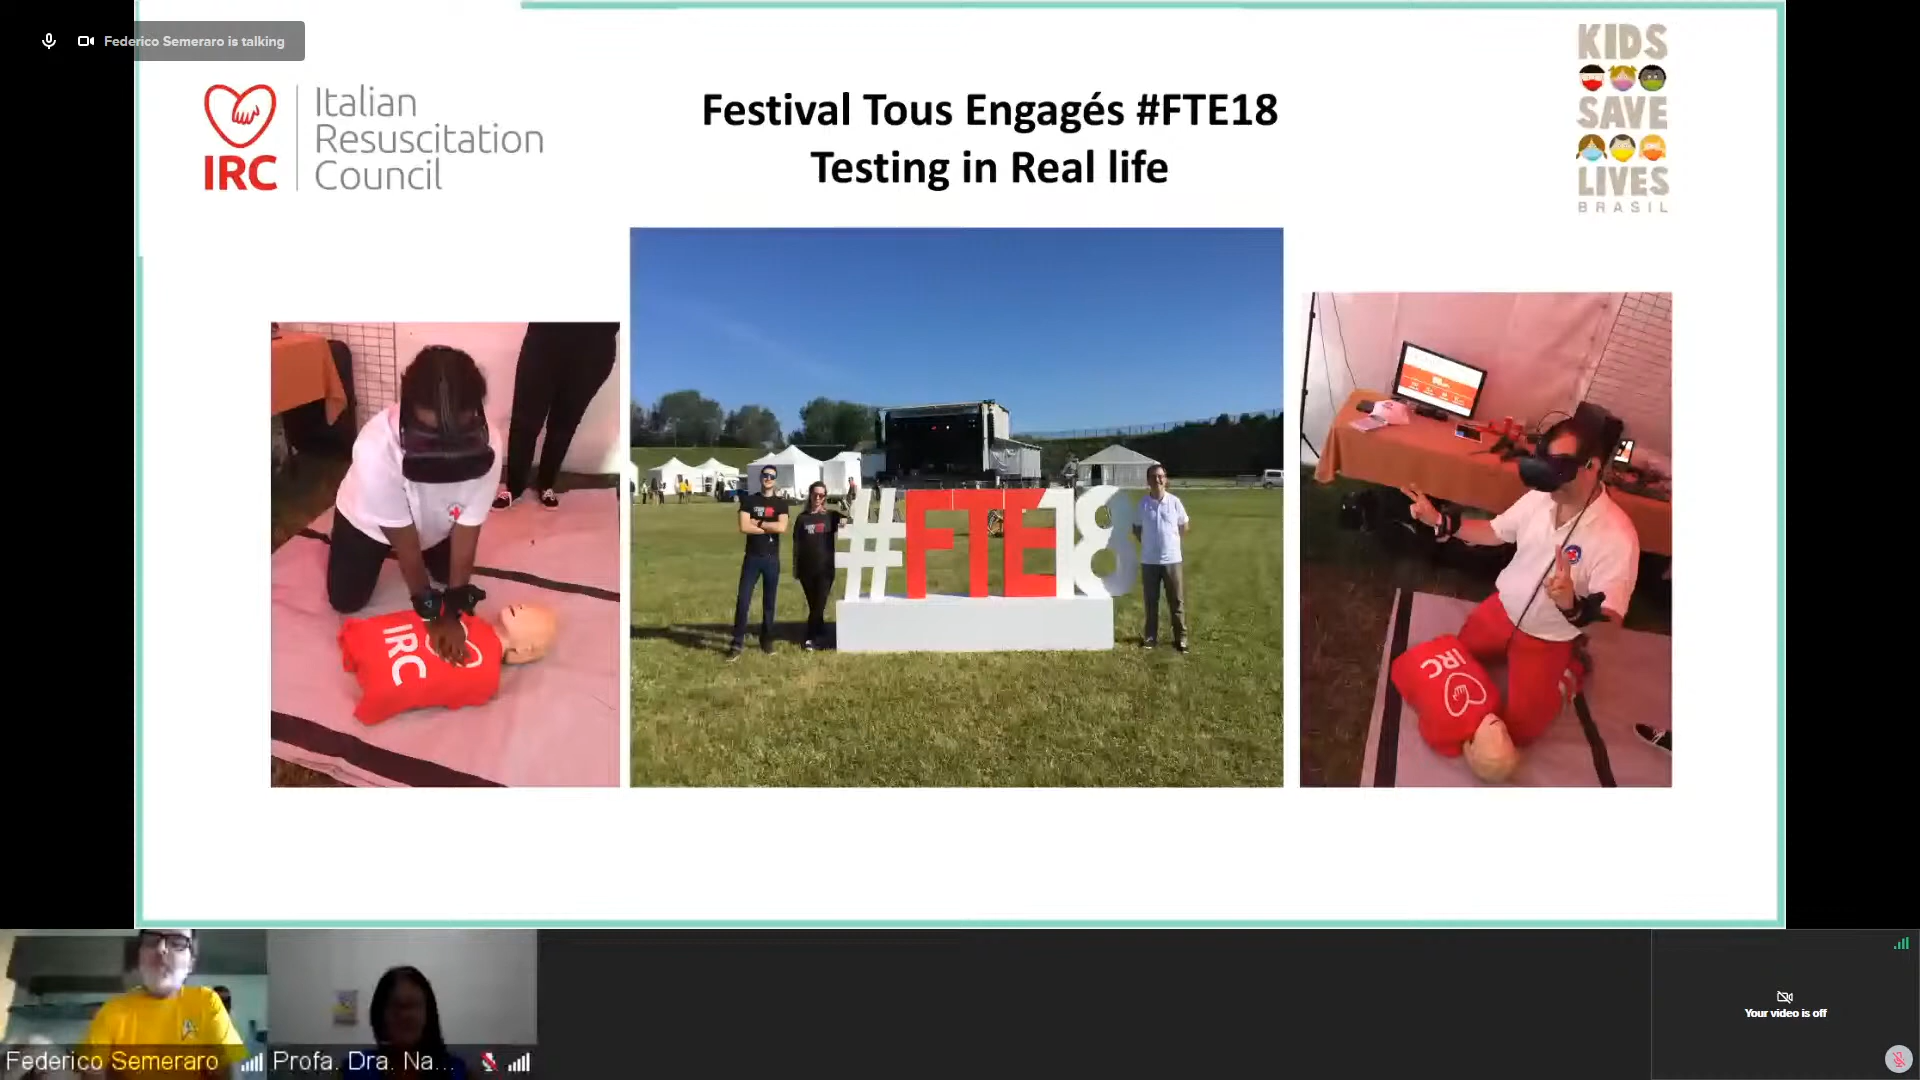 Federico Semeraro is talking
IRC
Italian
Resuscitation
Council
Festival Tous Engagés #FTE18
Testing in Real life
KIDS
SAVE
LIVES
BRASIL
IRC
#FTE18
IRC
Federico Semeraro
Profa. Dra. Na...
Your video is off